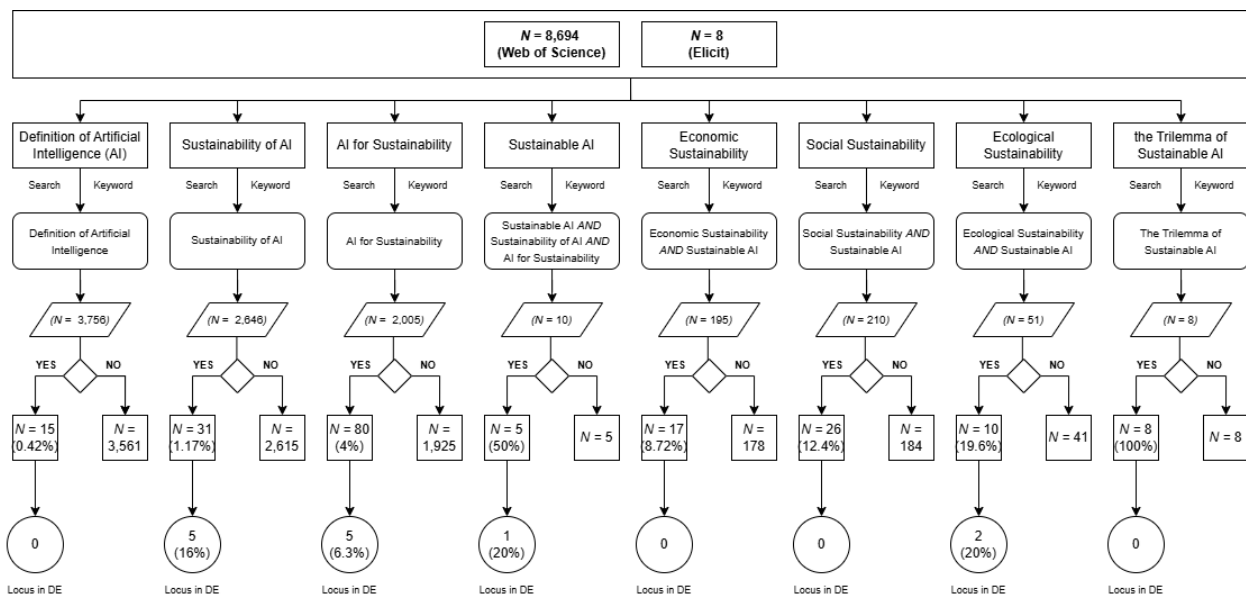 N = 8,694
(Web of Science)
N = 8
(Elicit)
Definition of Artificial
Intelligence (AI)
Sustainability of AI
AI for Sustainability
Sustainable AI
Economic
Sustainability
Social Sustainability
Ecological
Sustainability
the Trilemma of
Sustainable AI
Search Keyword
Search Keyword
Search Keyword
Search Keyword
Search Keyword
Search Keyword
Search Keyword
Search Keyword
Definition of Artificial
Intelligence
Sustainability of AI
AI for Sustainability
Sustainable AI AND
Sustainability of AI AND
AI for Sustainability
Economic Sustainability
AND Sustainable AI
Social Sustainability AND
Sustainable AI
Ecological Sustainability
AND Sustainable AI
The Trilemma of
Sustainable AI
(N = 3,756)
(N = 2,646)
(N = 2,005)
(N = 10)
(N = 195)
(N = 210)
(N = 51)
(N = 8)
YES NO
YES NO
YES NO
YES NO
YES NO
YES NO
YES NO
YES NO
N = 15
(0.42%)
N =
3,561
N = 31
(1.17%)
N =
2,615
N = 80
(4%)
N =
1,925
N = 5
(50%)
N = 5
N = 17
(8.72%)
N =
178
N = 26
(12.4%)
N =
184
N = 10
(19.6%)
N = 41
N = 8
(100%)
N = 8
0
5
(16%)
5
(6.3%)
1
(20%)
0
0
2
(20%)
0
Locus in DE
Locus in DE
Locus in DE
Locus in DE
Locus in DE
Locus in DE
Locus in DE
Locus in DE